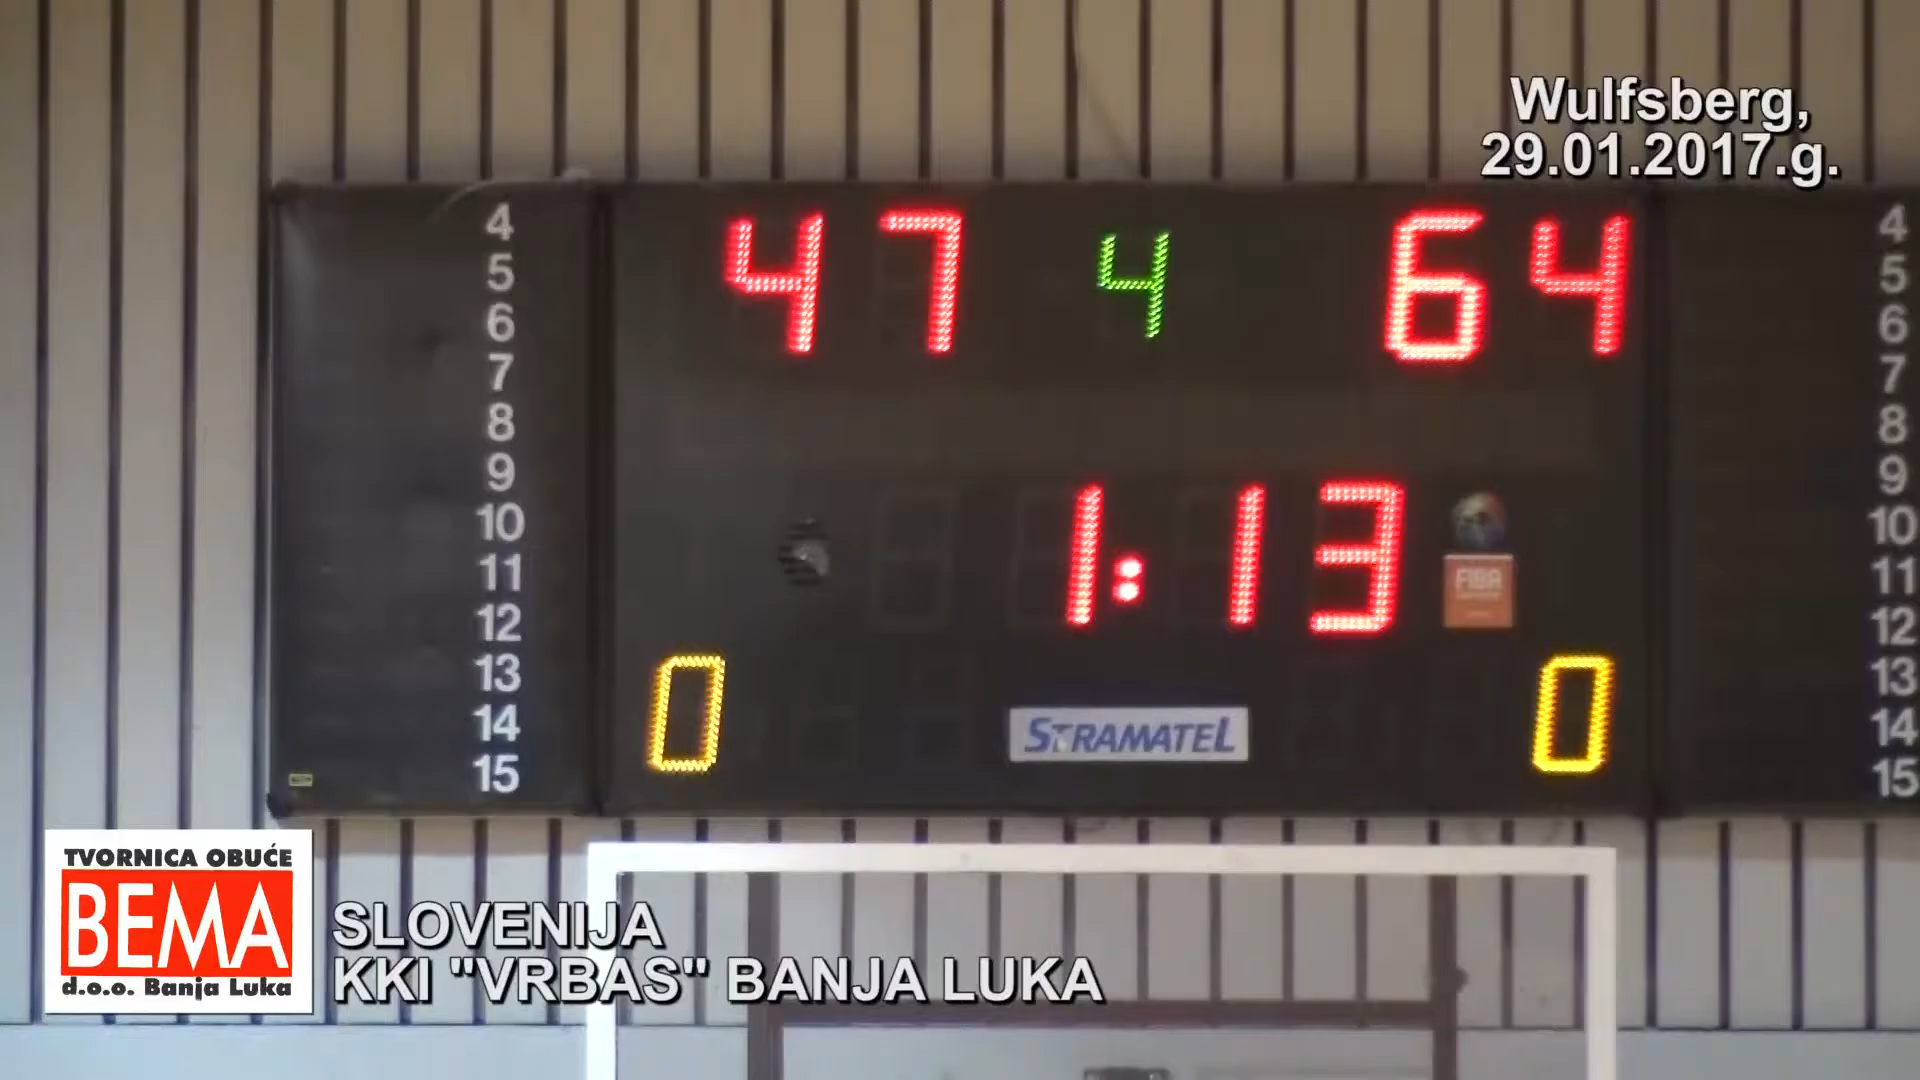 Wulfsberg,
29.01.2017.g.
47 4 64
4
5
6
7
8
9
10
11
12
13
14
15
1:13
FIBA
0 0
STRAMATEL
4
5
6
7
8
9
10
11
12
13
14
15
TVORNICA OBUĆE
BEMA
d.o.o. Banja Luka
SLOVENIJA
KKI "VRBAS" BANJA LUKA